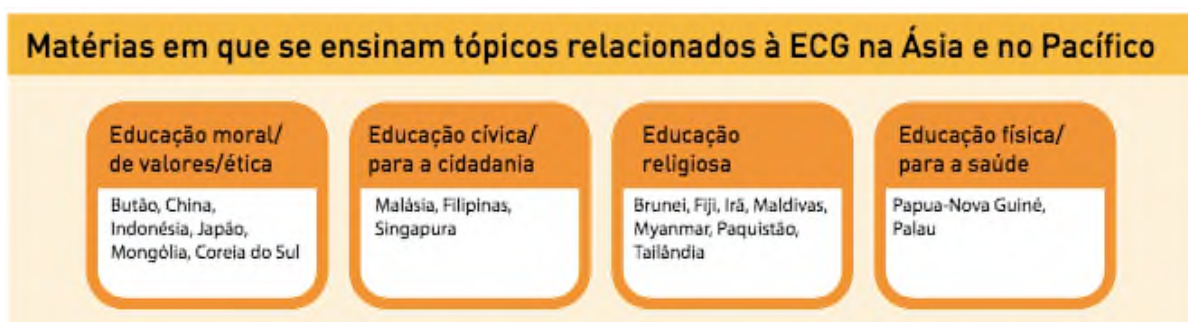 Matérias em que se ensinam tópicos relacionados à ECG na Ásia e no Pacífico
Educação moral/
de valores/ética
Butão, China,
Indonésia, Japão,
Mongólia, Coreia do Sul
Educação cívica/
para a cidadania
Malásia, Filipinas,
Singapura
Educação
religiosa
Brunei, Fiji, Irã, Maldivas,
Myanmar, Paquistão,
Tailândia
Educação física/
para a saúde
Papua-Nova Guiné,
Palau